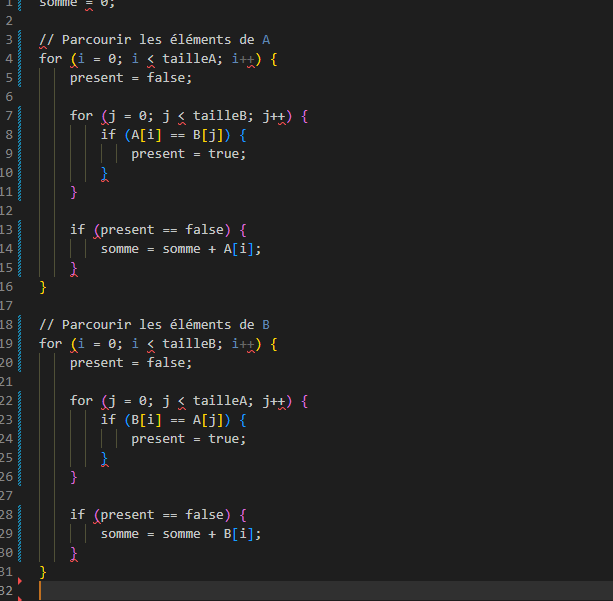 1 somme = 0;
2
3 // Parcourir les éléments de A
4 for (i = 0; i < tailleA; i++) {
5 present = false;
6
7 for (j = 0; j < tailleB; j++) {
8 if (A[i] == B[j]) {
9 present = true;
10 }
11 }
12
13 if (present == false) {
14 somme = somme + A[i];
15 }
16 }
17
18 // Parcourir les éléments de B
19 for (i = 0; i < tailleB; i++) {
20 present = false;
21
22 for (j = 0; j < tailleA; j++) {
23 if (B[i] == A[j]) {
24 present = true;
25 }
26 }
27
28 if (present == false) {
29 somme = somme + B[i];
30 }
31 }
32